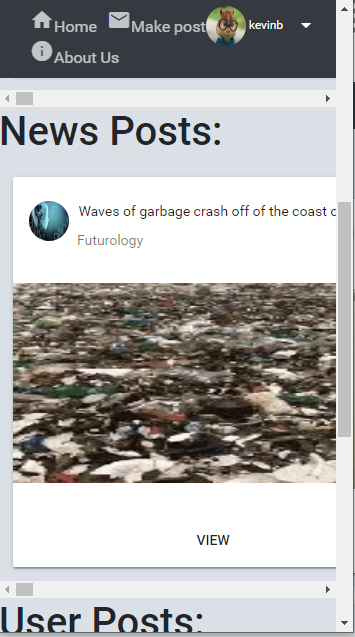 Home Make post kevinb
About Us
News Posts:
Waves of garbage crash off of the coast o
Futurology
VIEW
User Posts: